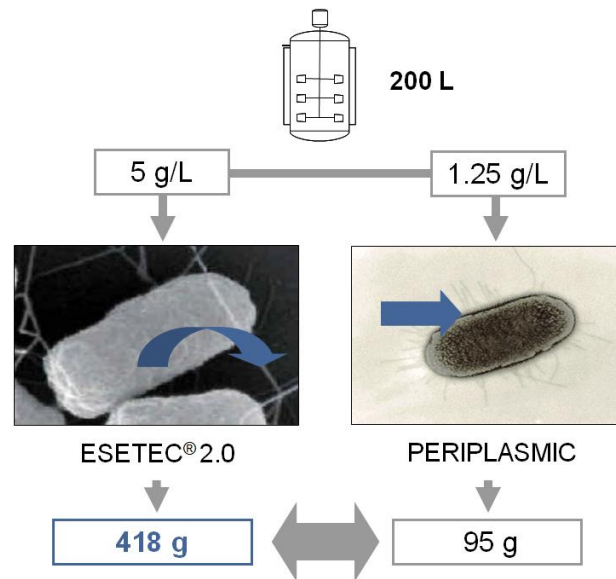 200 L
5 g/L
1.25 g/L
ESETEC® 2.0
PERIPLASMIC
418 g
95 g